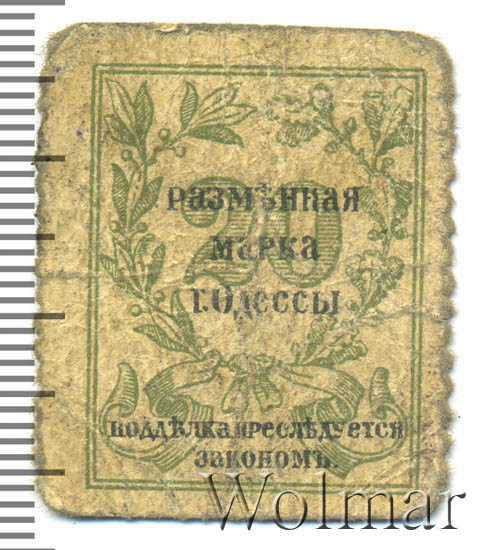 размѣнная
20
марка
г.Одессы
поддѣлка преслѣдуется
закономъ.
Wolmar